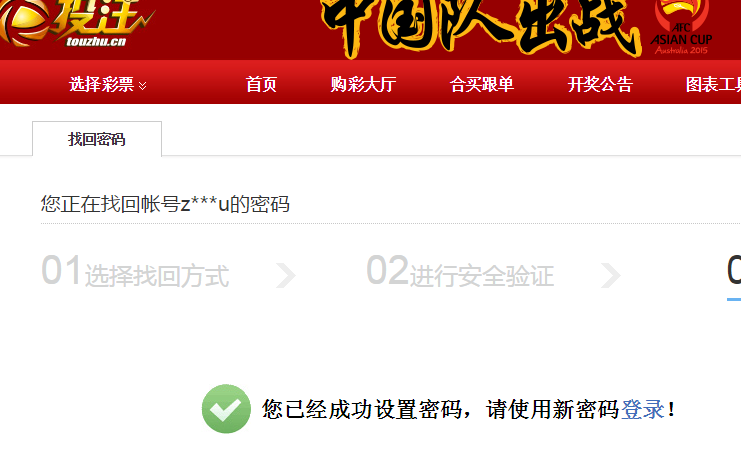 投注
touzhu.cn
中国队出战
AFC
ASIAN CUP
Australia 2015
选择彩票 首页 购彩大厅 合买跟单 开奖公告 图表工具
找回密码
您正在找回帐号z***u的密码
01选择找回方式 02进行安全验证 0
您已经成功设置密码，请使用新密码登录！